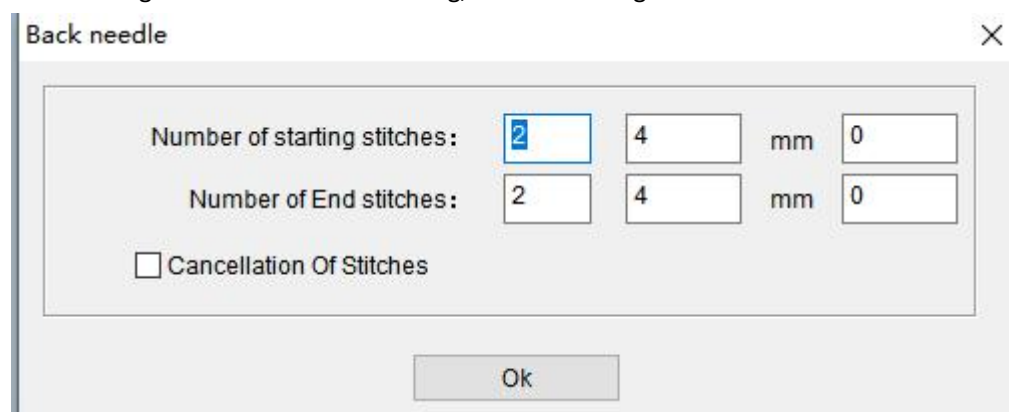 Back needle
Number of starting stitches: 2 4 mm 0
Number of End stitches: 2 4 mm 0
Cancellation Of Stitches
Ok